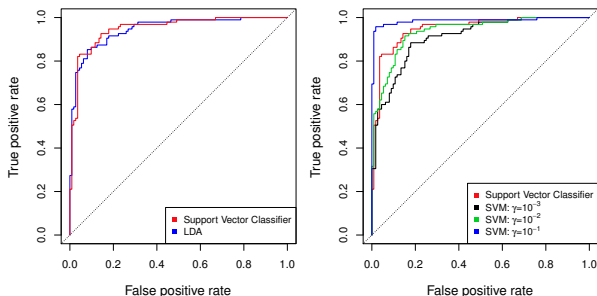 True positive rate
1.0
0.8
0.6
0.4
0.2
0.0
Support Vector Classifier
LDA
0.0 0.2 0.4 0.6 0.8 1.0
False positive rate
True positive rate
1.0
0.8
0.6
0.4
0.2
0.0
Support Vector Classifier
SVM: γ=10⁻³
SVM: γ=10⁻²
SVM: γ=10⁻¹
0.0 0.2 0.4 0.6 0.8 1.0
False positive rate